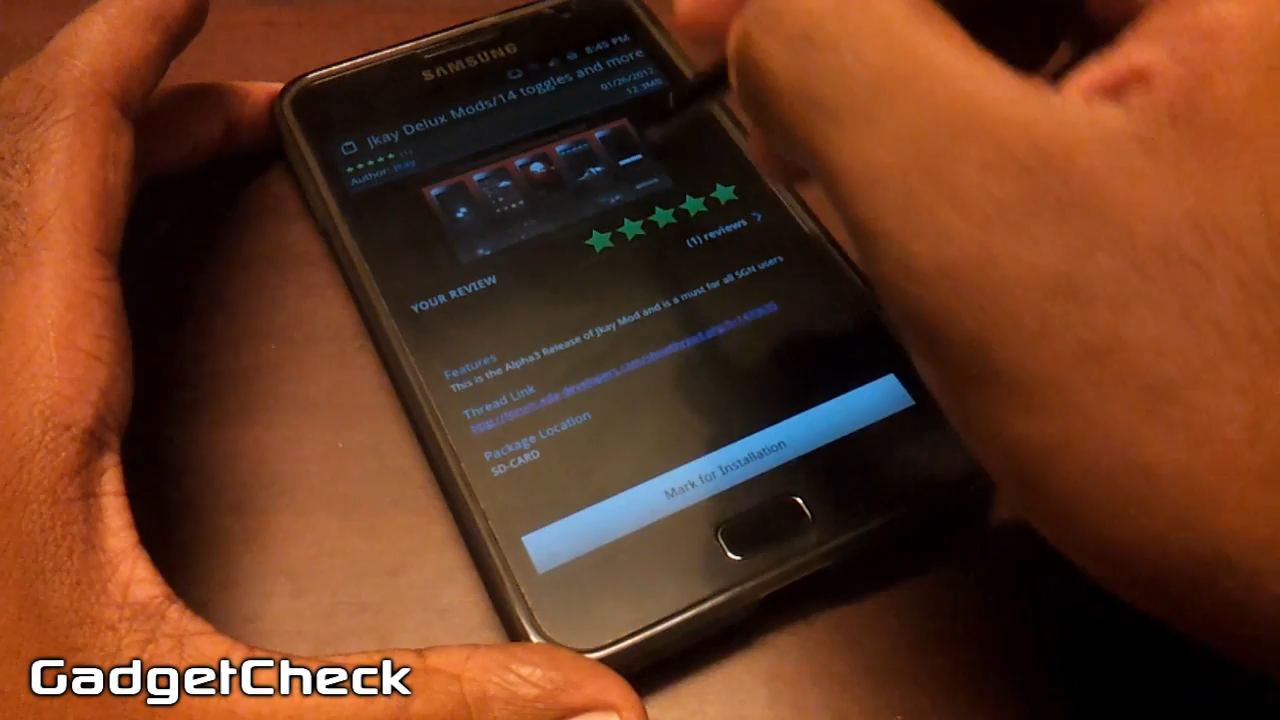 SAMSUNG
8:45 PM
Jkay Delux Mods/14 toggles and more
01/26/2012
12.3MB
(1)
Author: Jkay
(1) reviews
YOUR REVIEW
Features
This is the Alpha3 Release of Jkay Mod and is a must for all SGN users
Thread Link
Package Location
SD-CARD
Mark for Installation
GadgetCheck